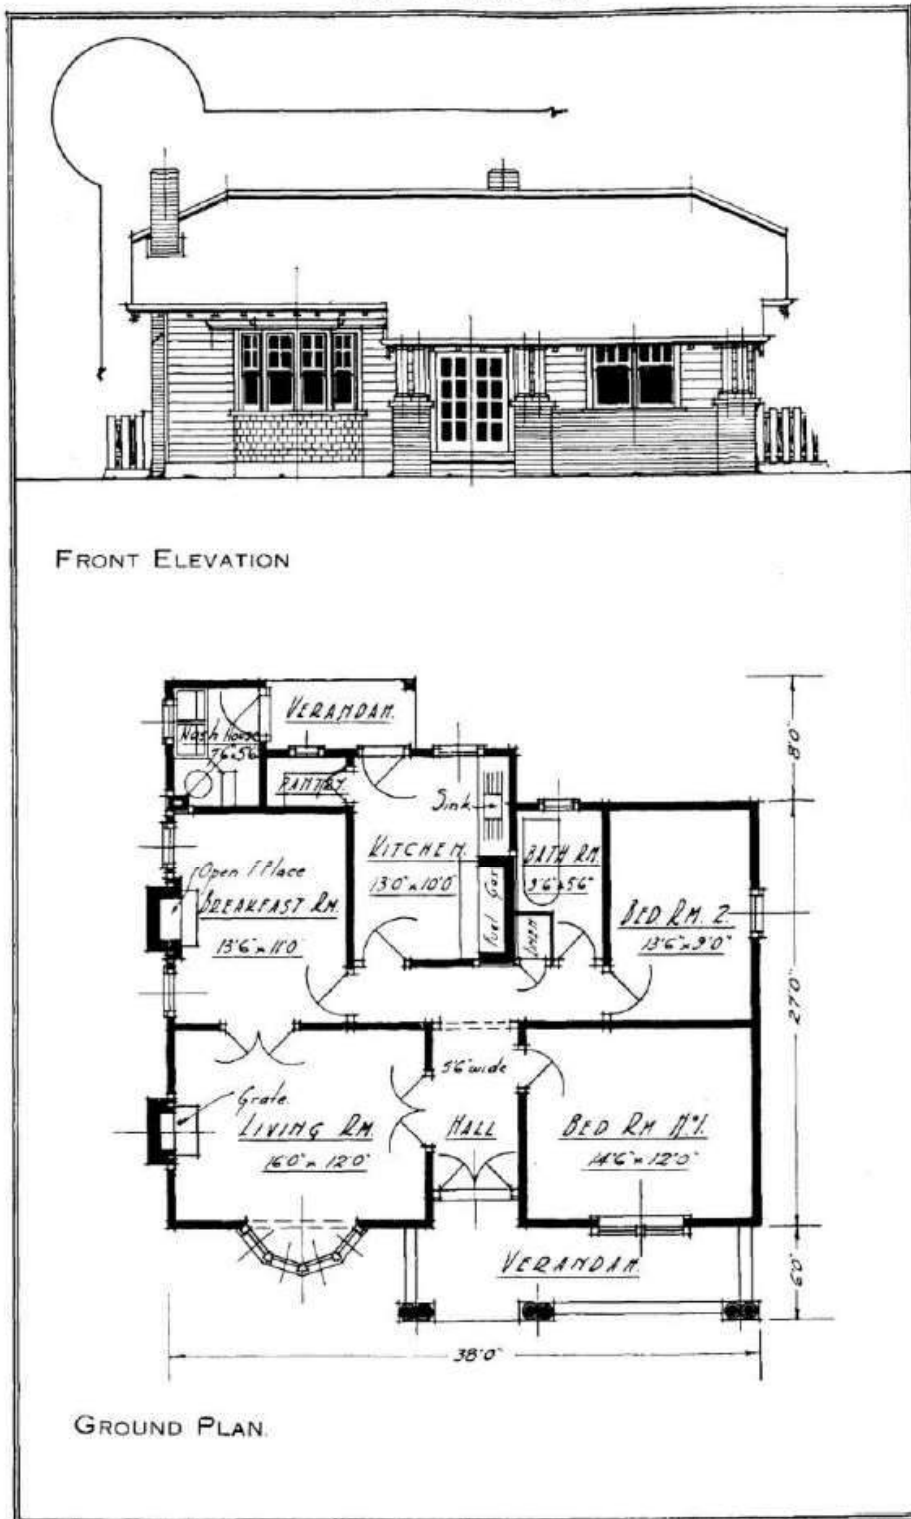 FRONT ELEVATION
VERANDAH.
Wash House
7'6"x5'6"
PANTRY.
Sink
KITCHEN.
13'0"x10'0"
BATH RM.
9'6"x5'6"
Open F'Place
BREAKFAST RM.
13'6"x11'0
Fuel Gas
LINEN
BED RM. 2.
13'6"x9'0"
8'0"
27'0"
5'6" wide
Grate.
LIVING RM.
16'0"x12'0"
HALL
BED RM Nº1.
14'6"x12'0"
VERANDAH.
6'0"
38'0"
GROUND PLAN.